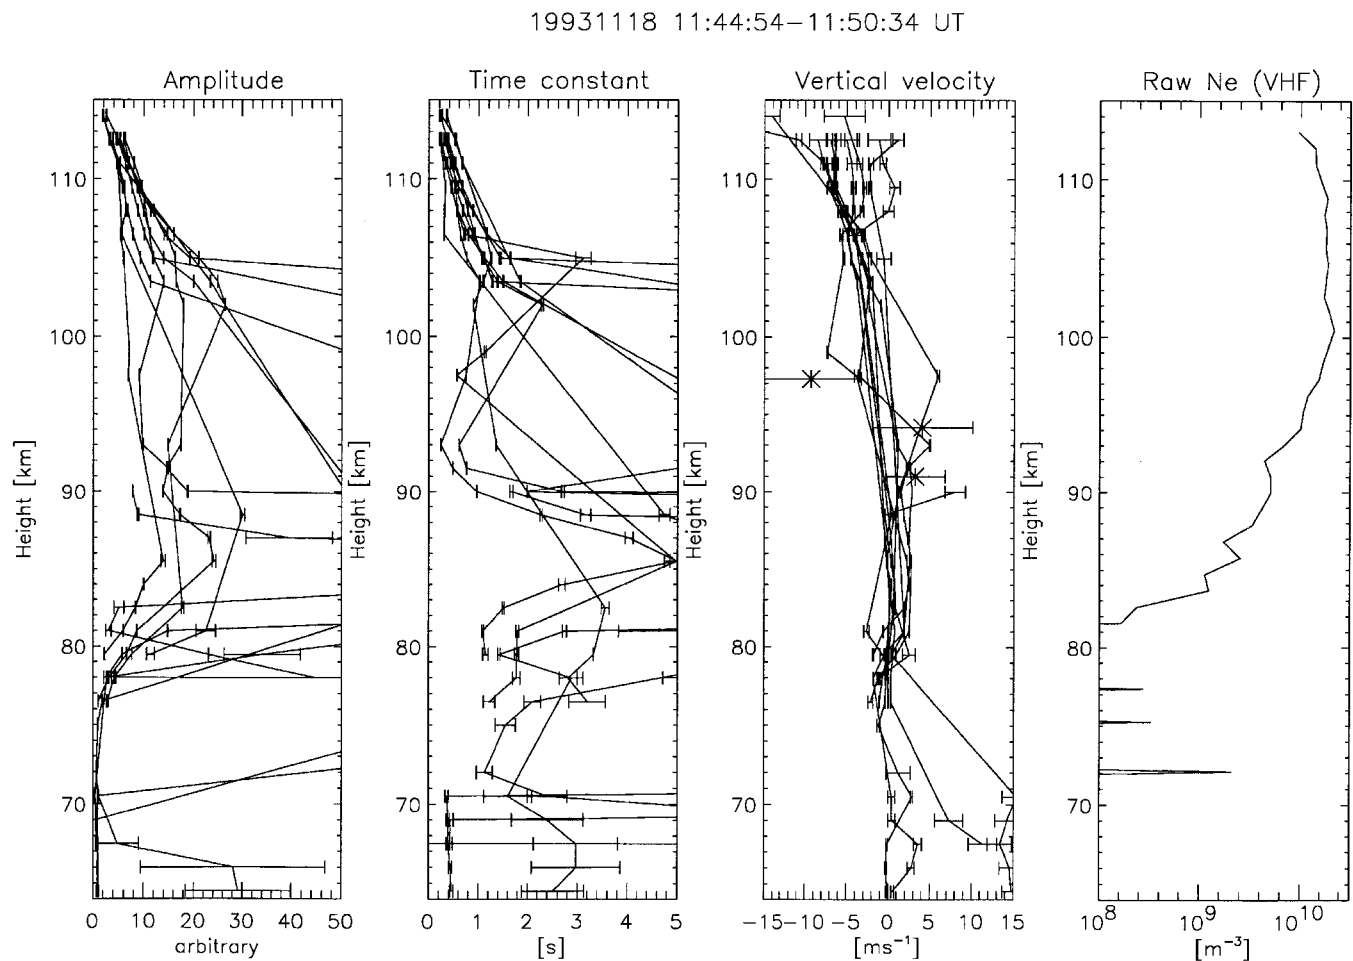 19931118 11:44:54-11:50:34 UT
Amplitude
Time constant
Vertical velocity
Raw Ne (VHF)
Height [km]
110
100
90
80
70
0 10 20 30 40 50
arbitrary
Height [km]
110
100
90
80
70
0 1 2 3 4 5
[s]
Height [km]
110
100
90
80
70
-15-10 -5 0 5 10 15
[ms⁻¹]
Height [km]
110
100
90
80
70
10⁸ 10⁹ 10¹⁰
[m⁻³]